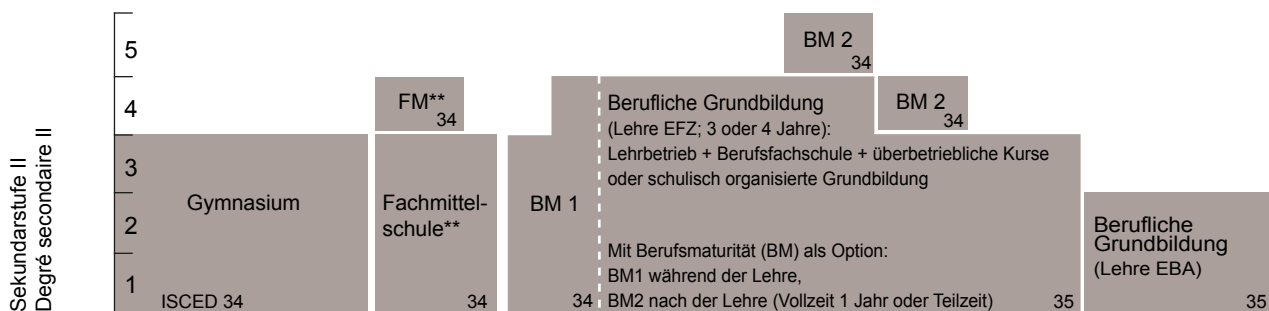 Sekundarstufe II
Degré secondaire II
5
4
3
2
1
Gymnasium
ISCED 34
FM**
34
Fachmittel-
schule**
34
BM 1
34
Berufliche Grundbildung
(Lehre EFZ; 3 oder 4 Jahre):
Lehrbetrieb + Berufsfachschule + überbetriebliche Kurse
oder schulisch organisierte Grundbildung
Mit Berufsmaturität (BM) als Option:
BM1 während der Lehre,
BM2 nach der Lehre (Vollzeit 1 Jahr oder Teilzeit)
35
BM 2
34
BM 2
34
Berufliche
Grundbildung
(Lehre EBA)
35